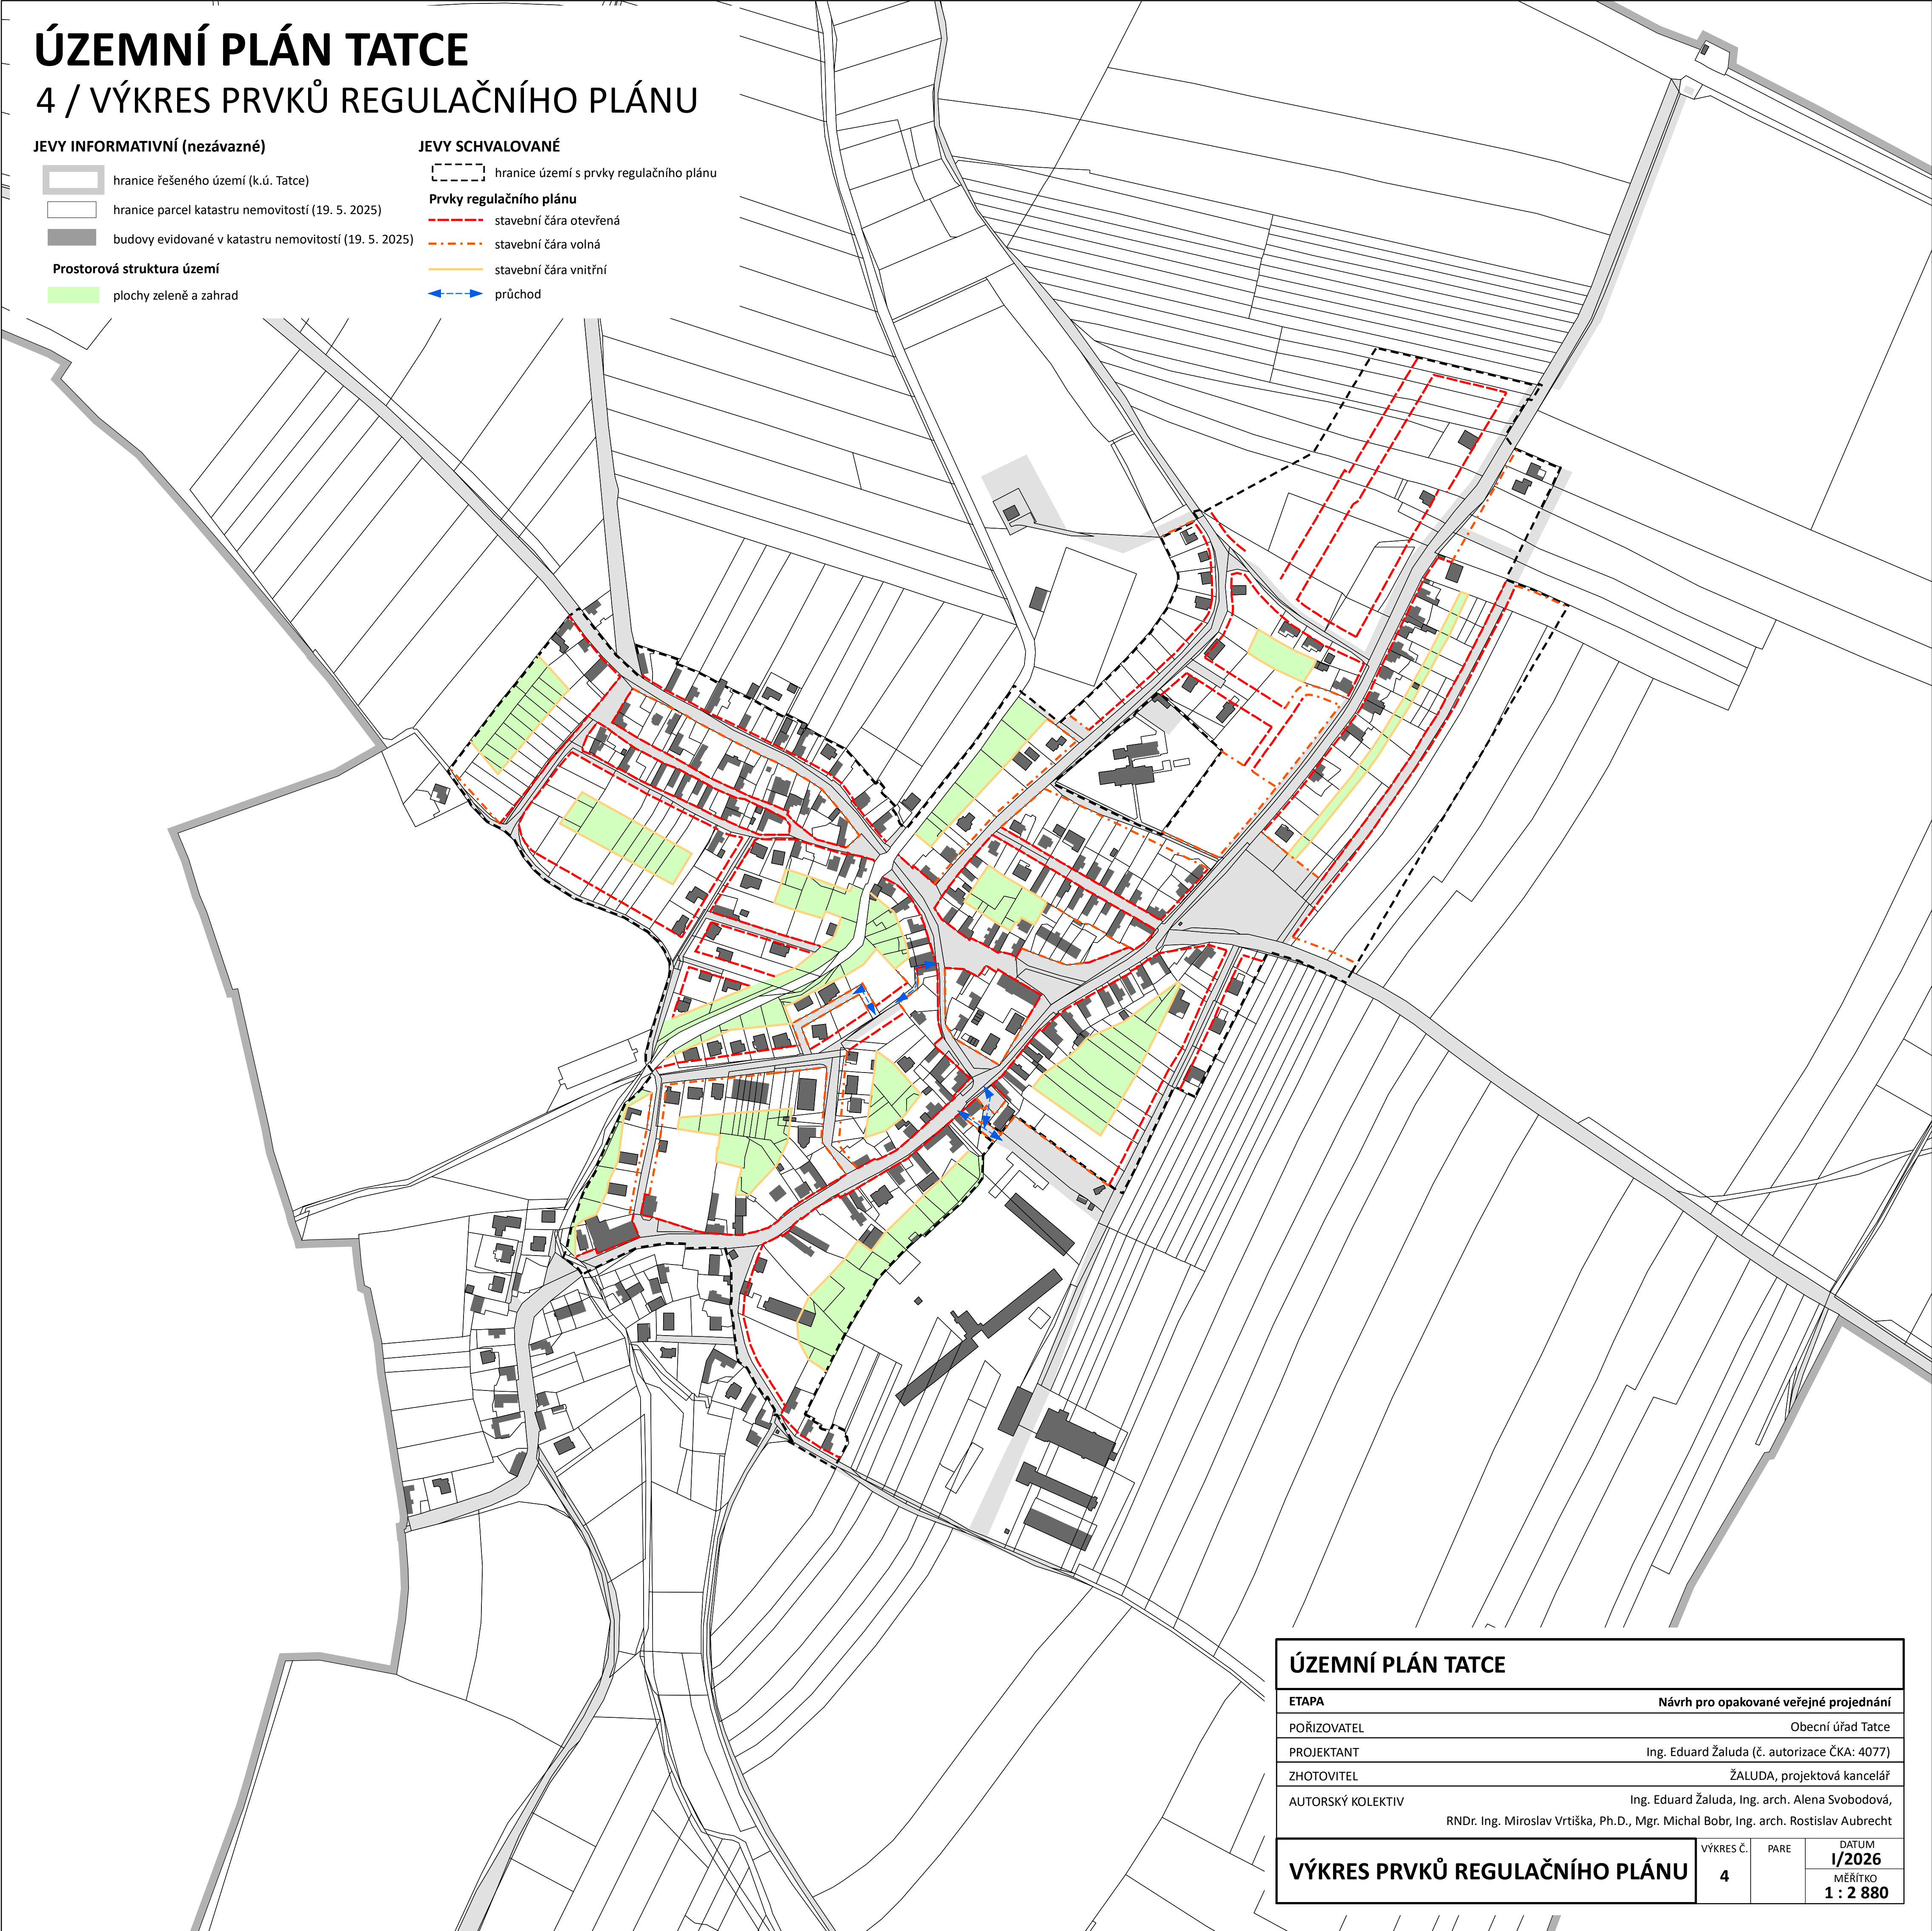 ÚZEMNÍ PLÁN TATCE
4 / VÝKRES PRVKŮ REGULAČNÍHO PLÁNU
JEVY INFORMATIVNÍ (nezávazné)
hranice řešeného území (k.ú. Tatce)
hranice parcel katastru nemovitostí (19. 5. 2025)
budovy evidované v katastru nemovitostí (19. 5. 2025)
Prostorová struktura území
plochy zeleně a zahrad
JEVY SCHVALOVANÉ
hranice území s prvky regulačního plánu
Prvky regulačního plánu
stavební čára otevřená
stavební čára volná
stavební čára vnitřní
průchod
ÚZEMNÍ PLÁN TATCE
ETAPA Návrh pro opakované veřejné projednání
POŘIZOVATEL Obecní úřad Tatce
PROJEKTANT Ing. Eduard Žaluda (č. autorizace ČKA: 4077)
ZHOTOVITEL ŽALUDA, projektová kancelář
AUTORSKÝ KOLEKTIV Ing. Eduard Žaluda, Ing. arch. Alena Svobodová,
RNDr. Ing. Miroslav Vrtiška, Ph.D., Mgr. Michal Bobr, Ing. arch. Rostislav Aubrecht
VÝKRES PRVKŮ REGULAČNÍHO PLÁNU
VÝKRES Č.
4
PARE
DATUM
I/2026
MĚŘÍTKO
1 : 2 880